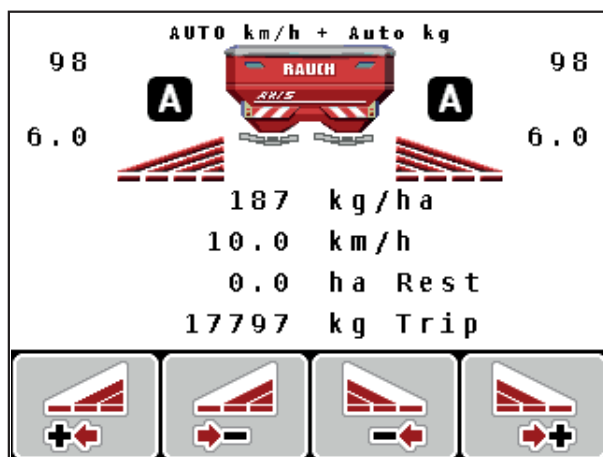 AUTO km/h + Auto kg
98 98
RAUCH
A A
AXIS
6.0 6.0
187 kg/ha
10.0 km/h
0.0 ha Rest
17797 kg Trip